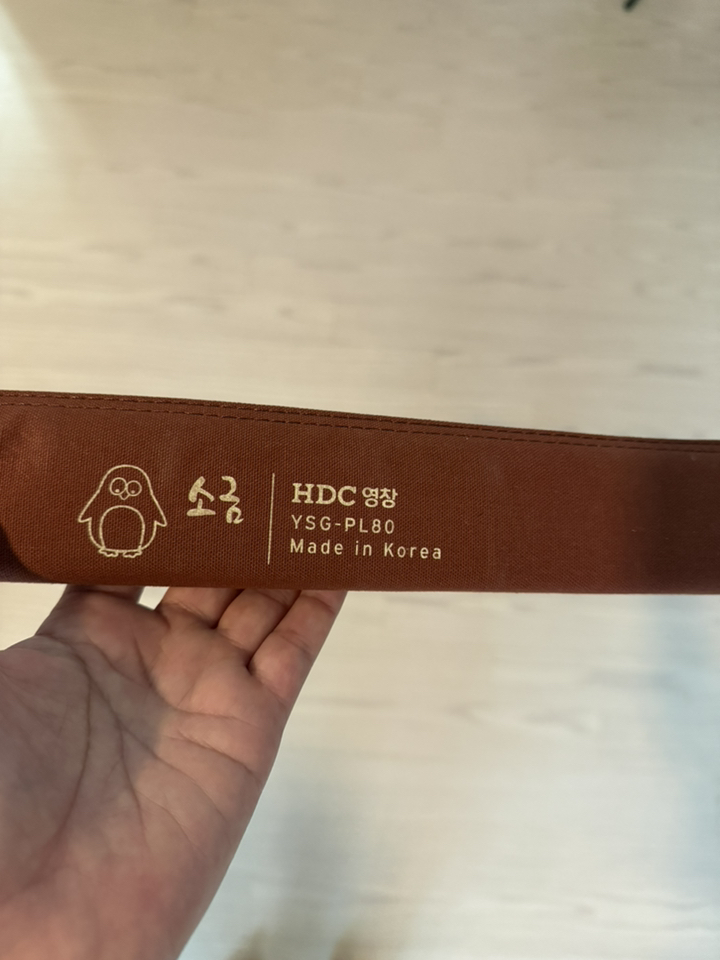 소금
HDC 영창
YSG-PL80
Made in Korea